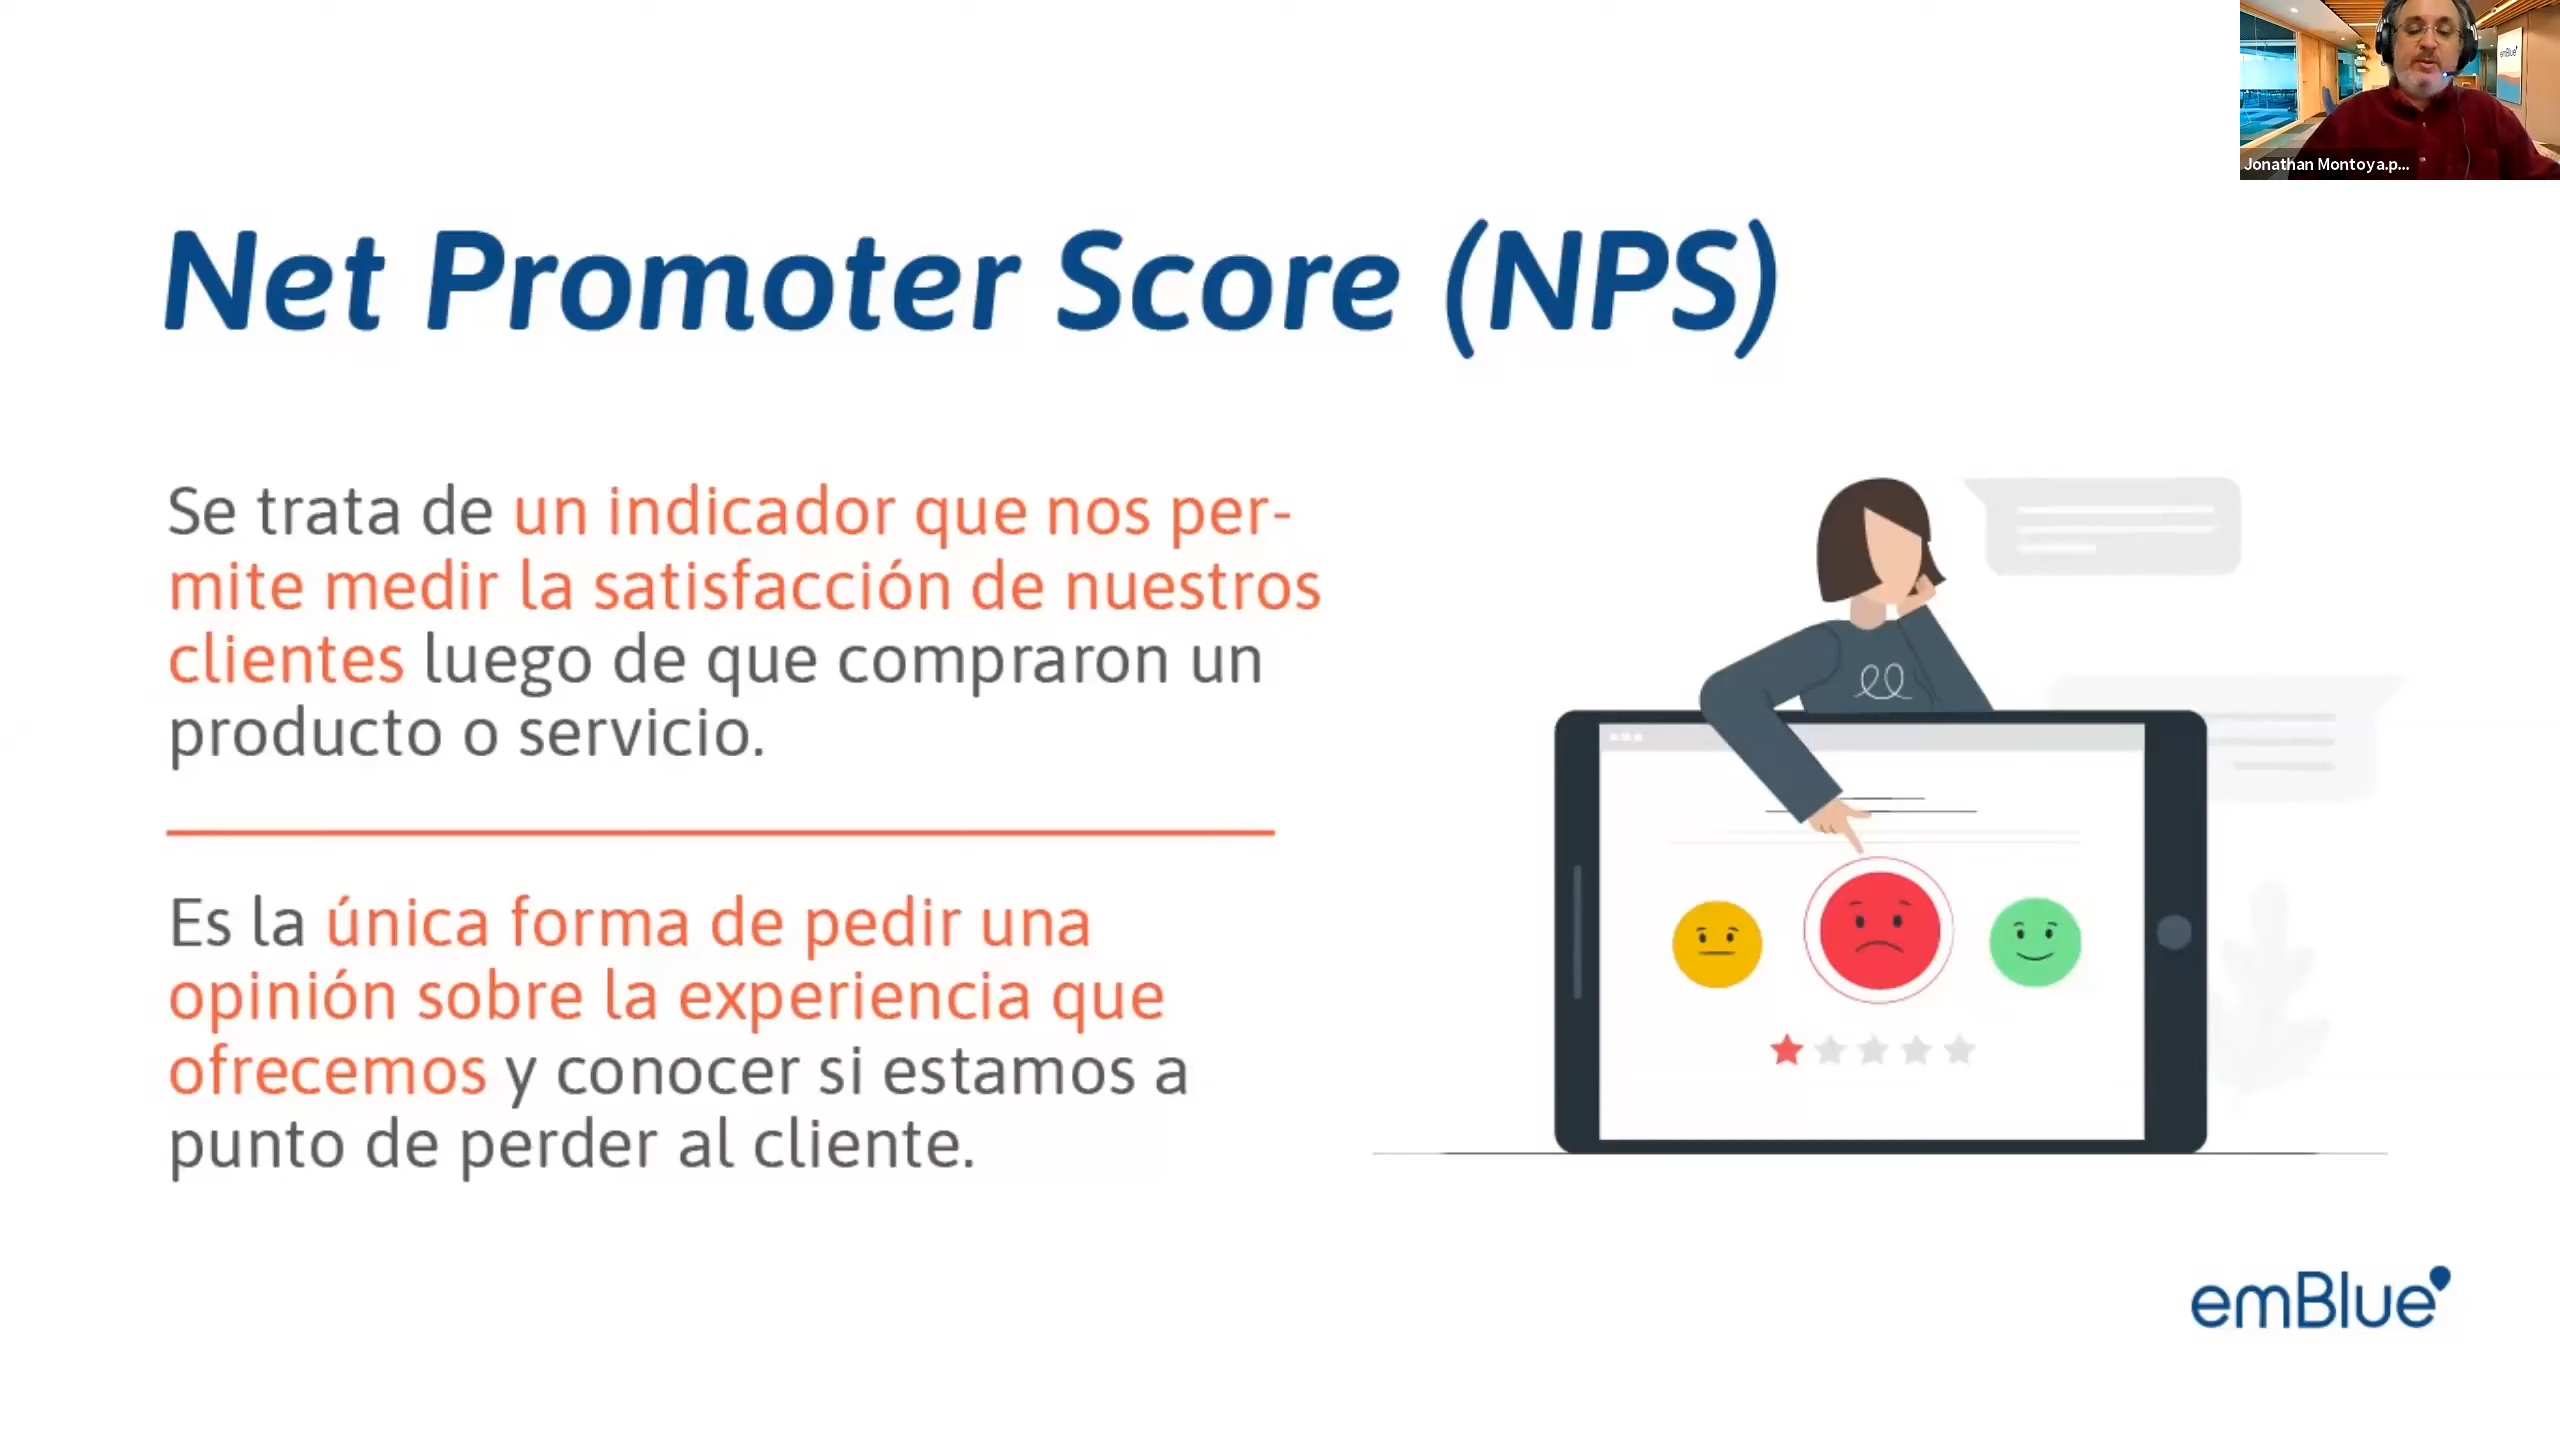 emBlue
Jonathan Montoya.p...
Net Promoter Score (NPS)
Se trata de un indicador que nos per-
mite medir la satisfacción de nuestros
clientes luego de que compraron un
producto o servicio.
Es la única forma de pedir una
opinión sobre la experiencia que
ofrecemos y conocer si estamos a
punto de perder al cliente.
emBlue